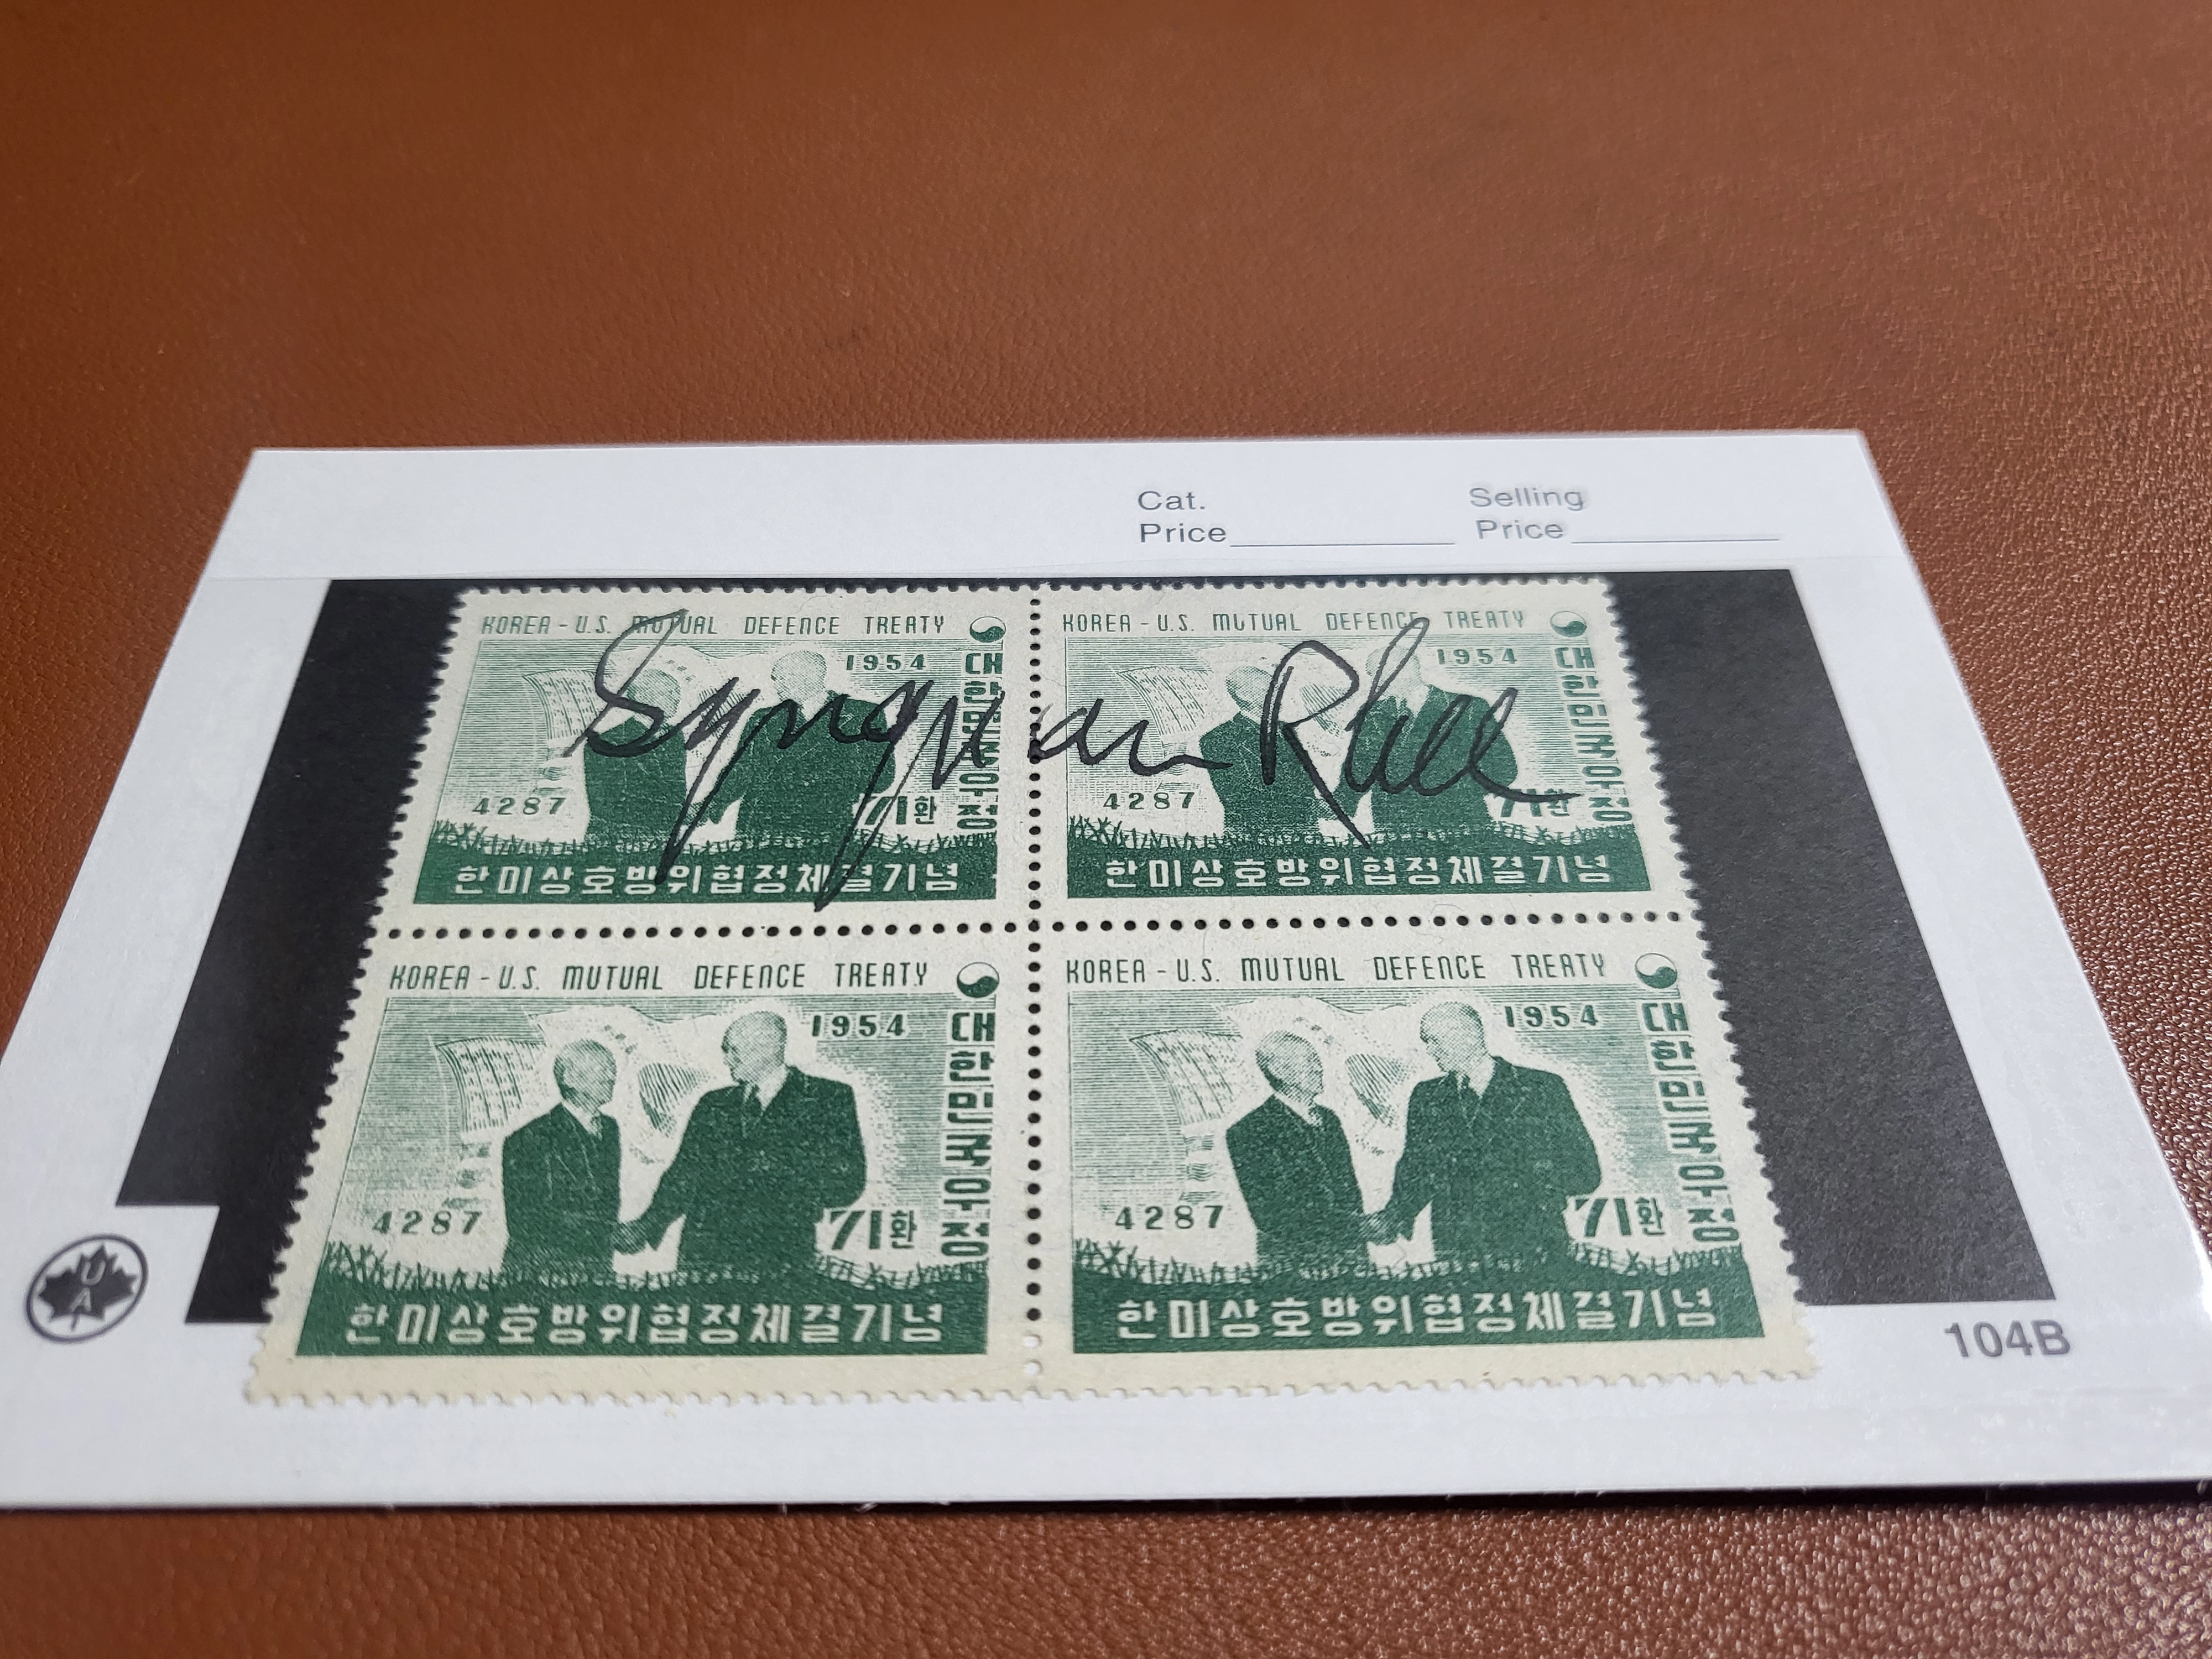 Cat. Price
Selling Price
KOREA - U.S. MUTUAL DEFENCE TREATY
1954
대한민국우정
4287
71환
한미상호방위협정체결기념
KOREA - U.S. MUTUAL DEFENCE TREATY
1954
대한민국우정
4287
71환
한미상호방위협정체결기념
Syngman Rhee
KOREA - U.S. MUTUAL DEFENCE TREATY
1954
대한민국우정
4287
71환
한미상호방위협정체결기념
KOREA - U.S. MUTUAL DEFENCE TREATY
1954
대한민국우정
4287
71환
한미상호방위협정체결기념
104B